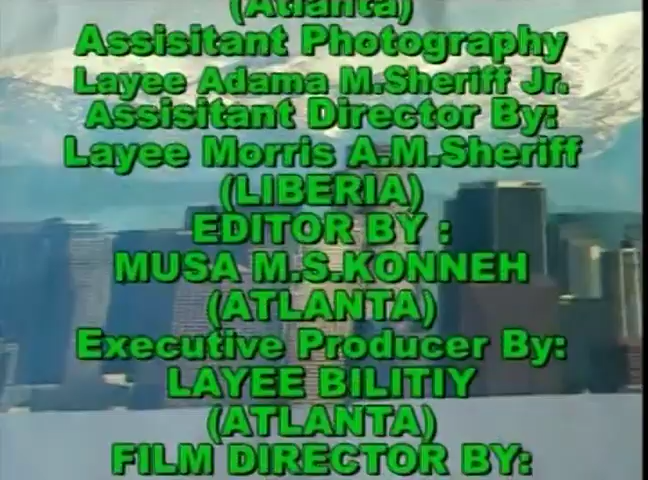 (Atlanta)
Assisitant Photography
Layee Adama M.Sheriff Jr.
Assisitant Director By:
Layee Morris A.M.Sheriff
(LIBERIA)
EDITOR BY :
MUSA M.S.KONNEH
(ATLANTA)
Executive Producer By:
LAYEE BILITIY
(ATLANTA)
FILM DIRECTOR BY: